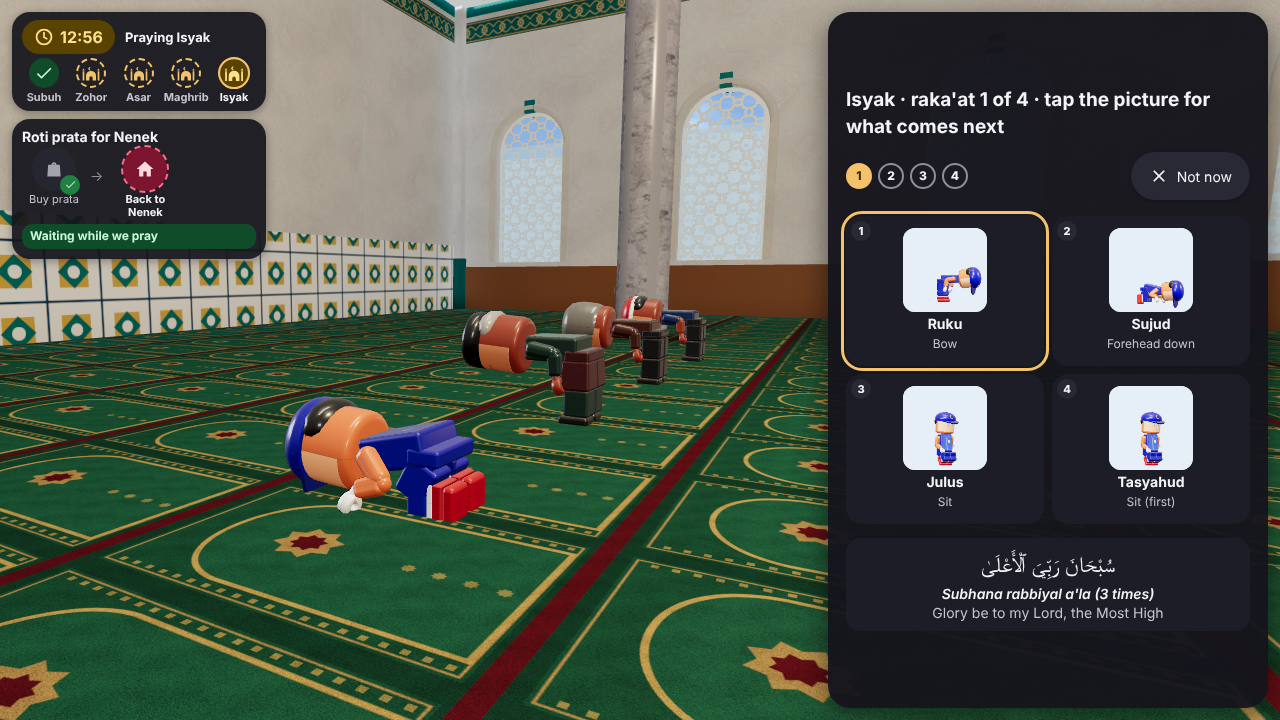 12:56 Praying Isyak
Subuh Zohor Asar Maghrib Isyak
Roti prata for Nenek
Buy prata → Back to Nenek
Waiting while we pray
Isyak · raka'at 1 of 4 · tap the picture for
what comes next
1 2 3 4
Not now
1
Ruku
Bow
2
Sujud
Forehead down
3
Julus
Sit
4
Tasyahud
Sit (first)
سُبْحَانَ رَبِّيَ ٱلْأَعْلَىٰ
Subhana rabbiyal a'la (3 times)
Glory be to my Lord, the Most High